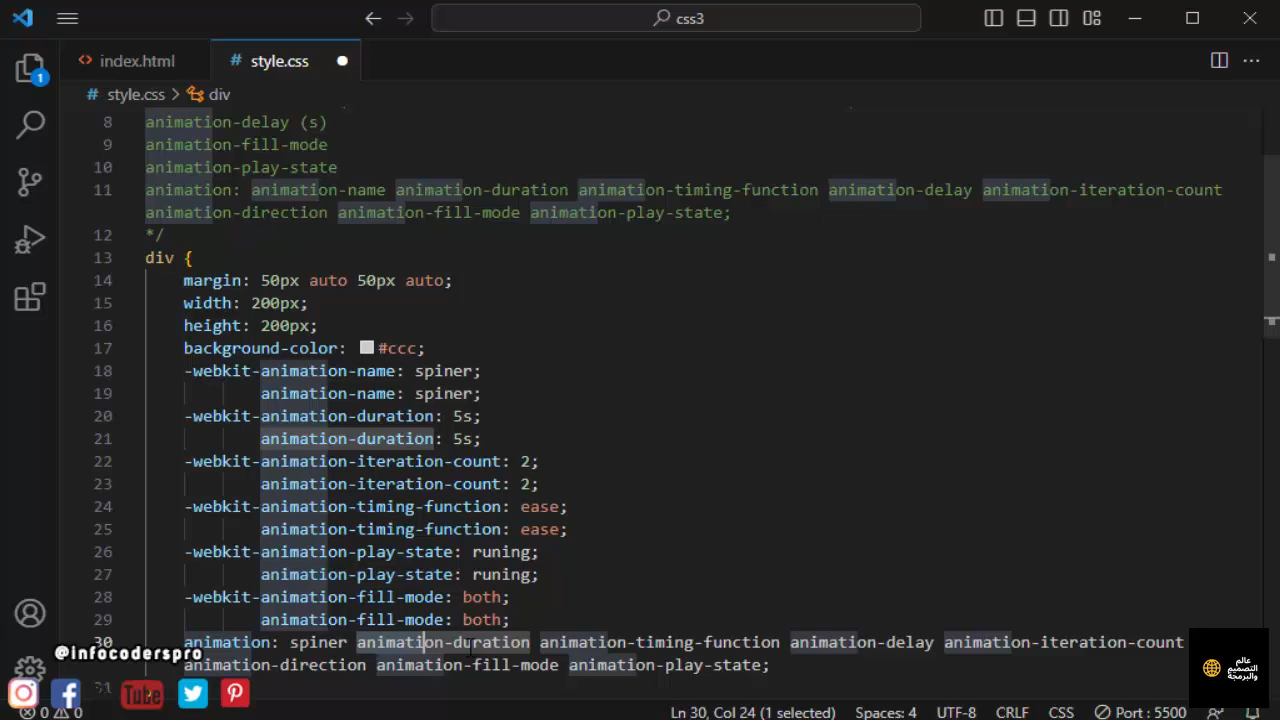 css3
index.html
# style.css
1
# style.css > div
8 animation-delay (s)
9 animation-fill-mode
10 animation-play-state
11 animation: animation-name animation-duration animation-timing-function animation-delay animation-iteration-count
animation-direction animation-fill-mode animation-play-state;
12 */
13 div {
14 margin: 50px auto 50px auto;
15 width: 200px;
16 height: 200px;
17 background-color: #ccc;
18 -webkit-animation-name: spiner;
19 animation-name: spiner;
20 -webkit-animation-duration: 5s;
21 animation-duration: 5s;
22 -webkit-animation-iteration-count: 2;
23 animation-iteration-count: 2;
24 -webkit-animation-timing-function: ease;
25 animation-timing-function: ease;
26 -webkit-animation-play-state: runing;
27 animation-play-state: runing;
28 -webkit-animation-fill-mode: both;
29 animation-fill-mode: both;
30 animation: spiner animation-duration animation-timing-function animation-delay animation-iteration-count
animation-direction animation-fill-mode animation-play-state;
@infocoderspro
عالم
التصميم
والبرمجة
31
Tube
0 0 Ln 30, Col 24 (1 selected) Spaces: 4 UTF-8 CRLF CSS Port : 5500